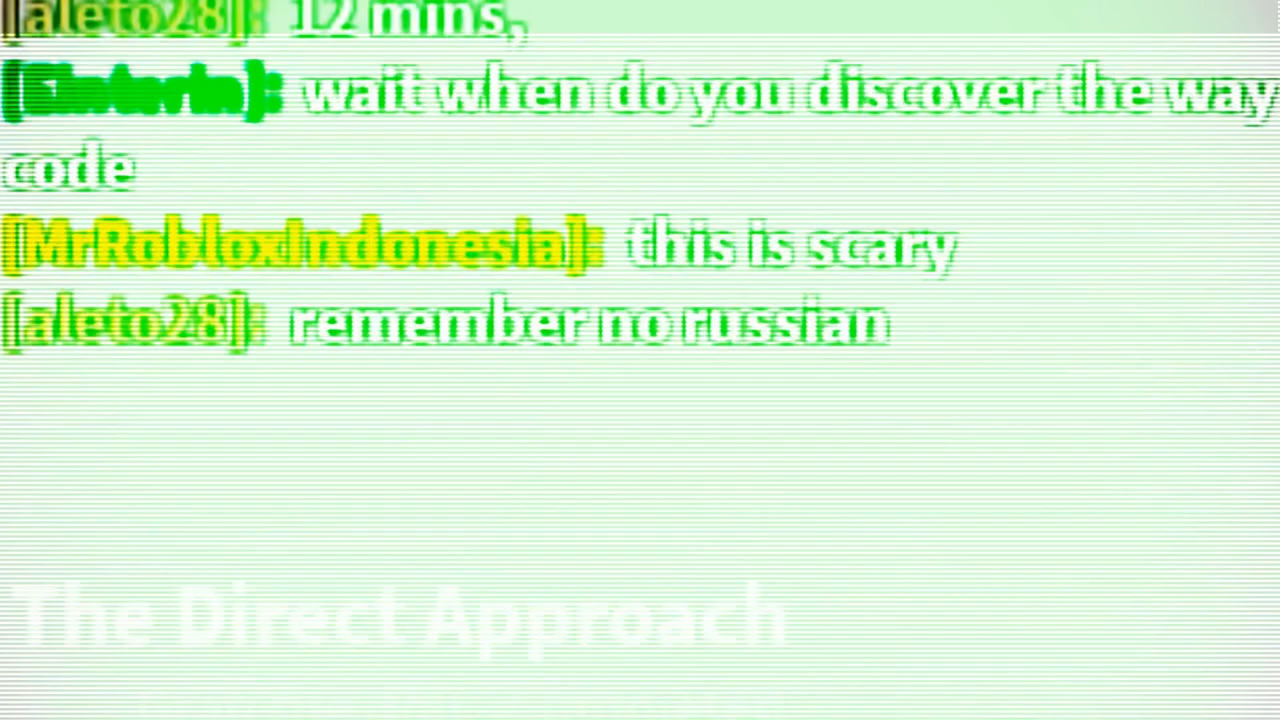 [aleto28]: 12 mins,
wait when do you discover the way
code
[MrRobloxIndonesia]: this is scary
[aleto28]: remember no russian
The Direct Approach